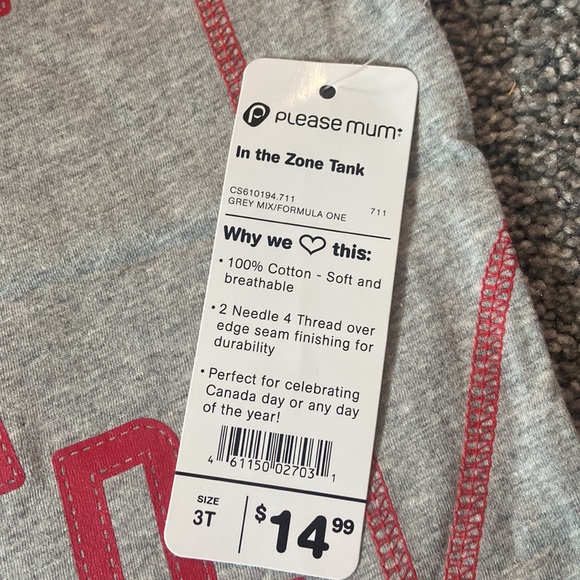 please mum
In the Zone Tank
CS610194.711
GREY MIX/FORMULA ONE 711
Why we ♡ this:
• 100% Cotton - Soft and
breathable
• 2 Needle 4 Thread over
edge seam finishing for
durability
• Perfect for celebrating
Canada day or any day
of the year!
4 61150 02703 1
SIZE
3T
$14.99